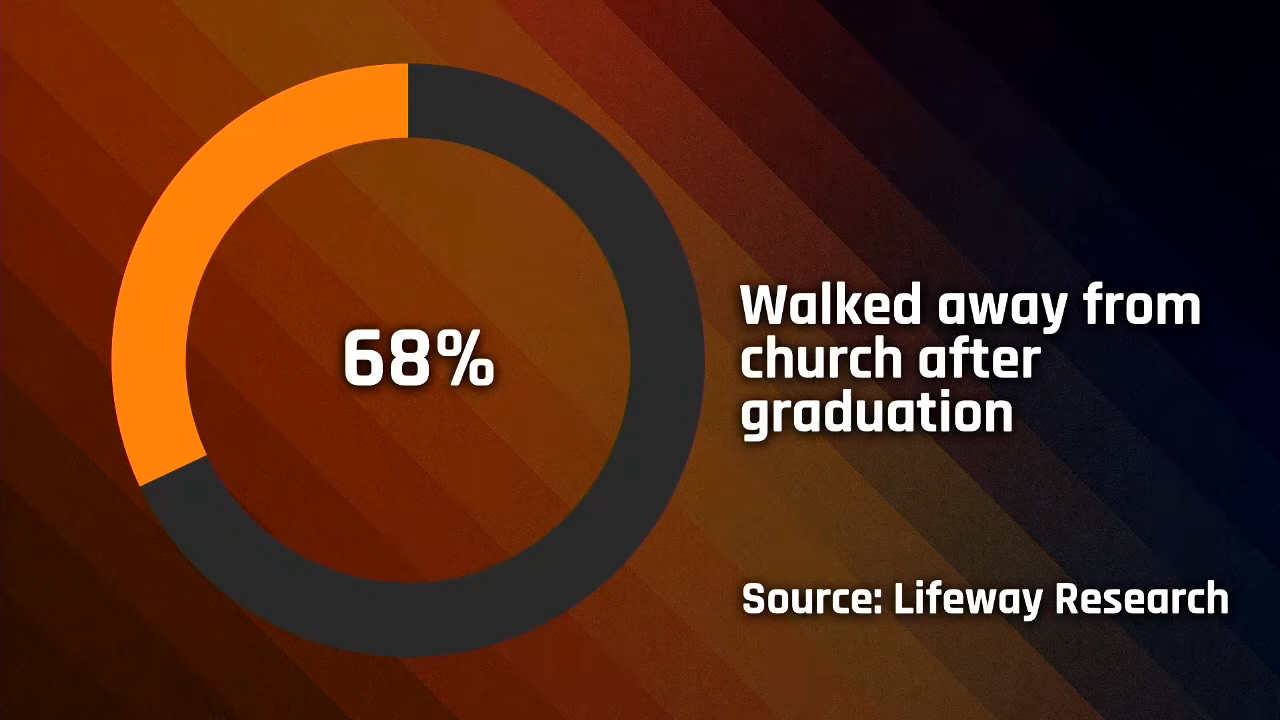 68%
Walked away from
church after
graduation
Source: Lifeway Research